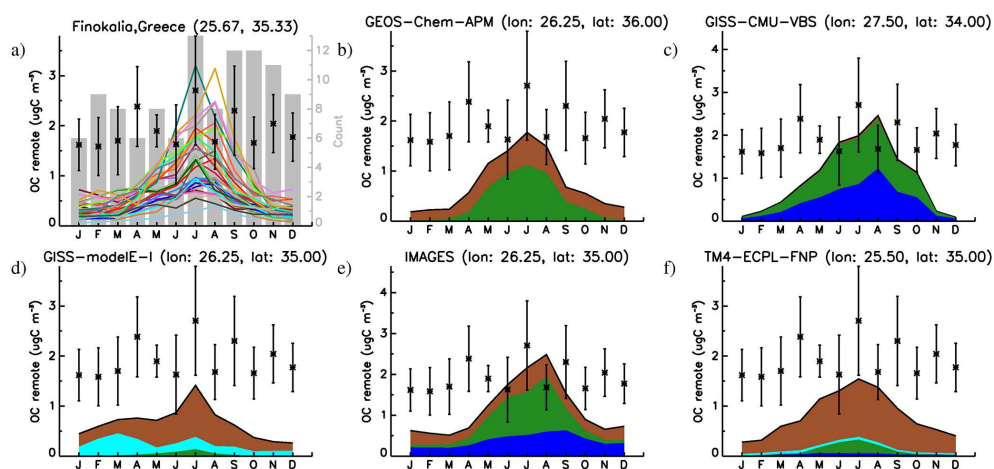 a)
Finokalia,Greece (25.67, 35.33)
OC remote (ugC m⁻³)
3
2
1
0
J F M A M J J A S O N D
12
10
8
6
4
2
0
Count
b)
GEOS-Chem-APM (lon: 26.25, lat: 36.00)
OC remote (ugC m⁻³)
3
2
1
0
J F M A M J J A S O N D
c)
GISS-CMU-VBS (lon: 27.50, lat: 34.00)
OC remote (ugC m⁻³)
4
3
2
1
0
J F M A M J J A S O N D
d)
GISS-modelE-I (lon: 26.25, lat: 35.00)
OC remote (ugC m⁻³)
3
2
1
0
J F M A M J J A S O N D
e)
IMAGES (lon: 26.25, lat: 35.00)
OC remote (ugC m⁻³)
4
3
2
1
0
J F M A M J J A S O N D
f)
TM4-ECPL-FNP (lon: 25.50, lat: 35.00)
OC remote (ugC m⁻³)
3
2
1
0
J F M A M J J A S O N D